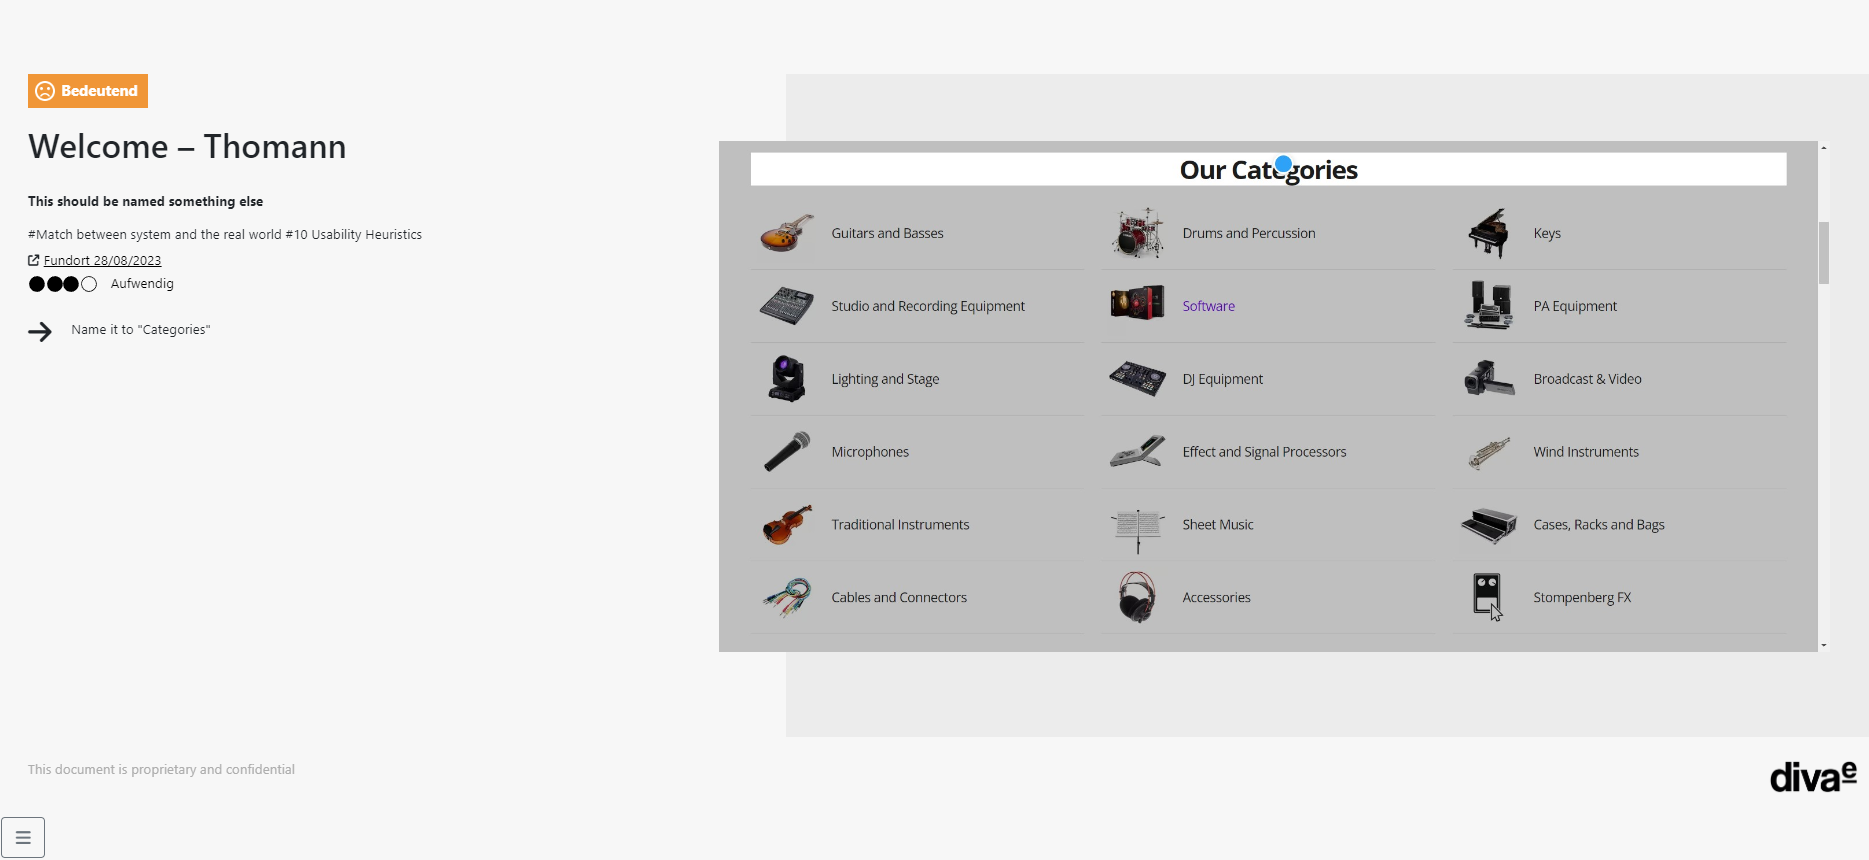 Bedeutend
Welcome – Thomann
This should be named something else
#Match between system and the real world #10 Usability Heuristics
Fundort 28/08/2023
Aufwendig
Name it to "Categories"
Our Categories
Guitars and Basses
Drums and Percussion
Keys
Studio and Recording Equipment
Software
PA Equipment
Lighting and Stage
DJ Equipment
Broadcast & Video
Microphones
Effect and Signal Processors
Wind Instruments
Traditional Instruments
Sheet Music
Cases, Racks and Bags
Cables and Connectors
Accessories
Stompenberg FX
This document is proprietary and confidential
divae